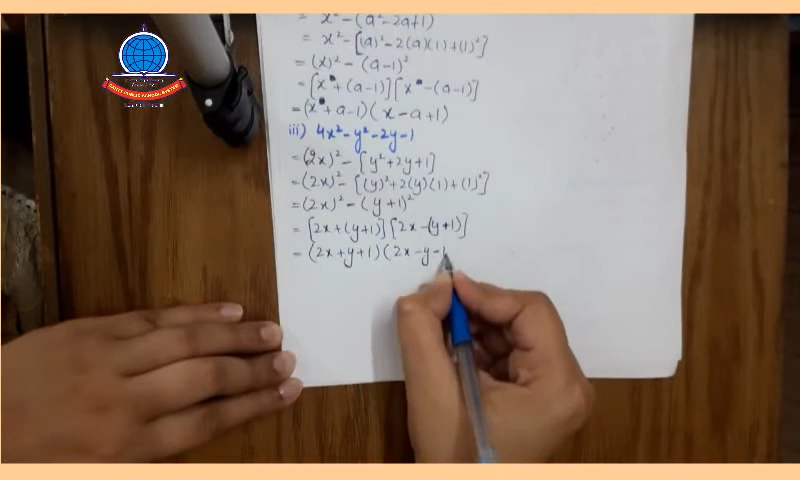 = x² - (a² - 2a + 1)
= x² - [(a)² - 2(a)(1) + (1)²]
= (x)² - (a-1)²
= [x + (a-1)] [x - (a-1)]
= (x + a-1) (x - a+1)
iii) 4x² - y² - 2y - 1
= (2x)² - [y² + 2y + 1]
= (2x)² - [(y)² + 2(y)(1) + (1)²]
= (2x)² - (y+1)²
= [2x + (y+1)] [2x - (y+1)]
= (2x + y + 1) (2x - y - 1